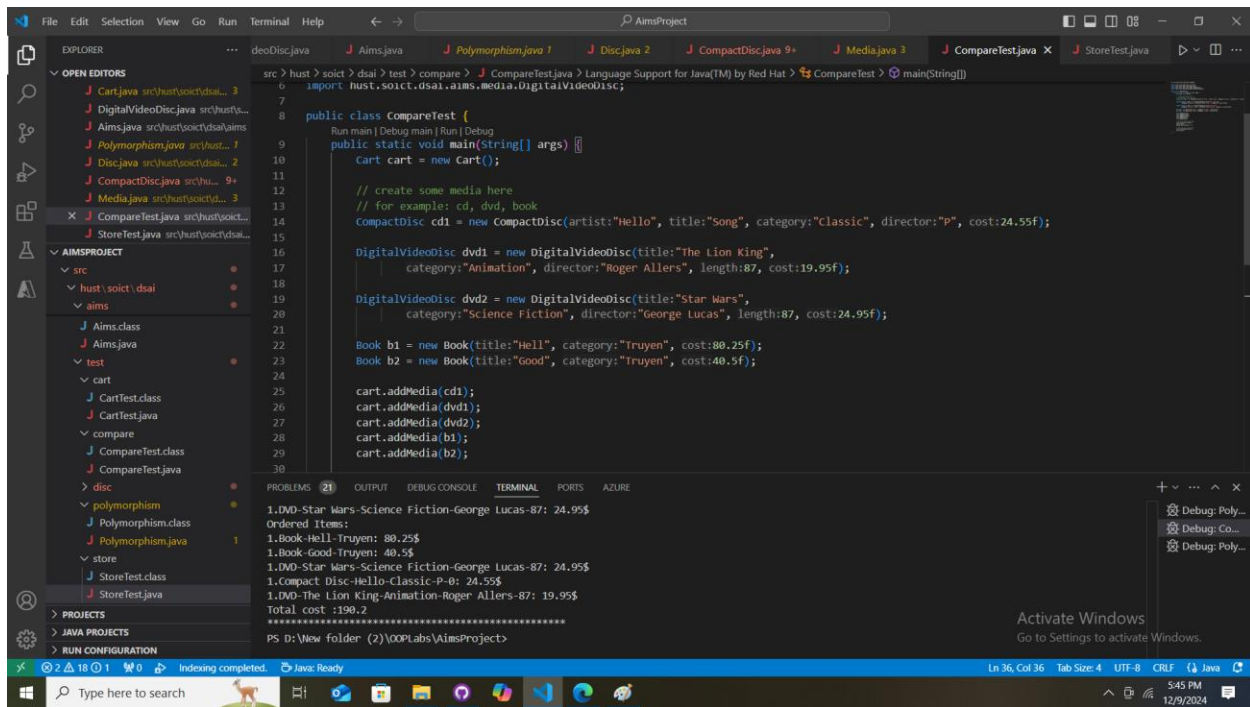 File Edit Selection View Go Run Terminal Help
AimsProject
EXPLORER
deoDisc.java Aims.java Polymorphism.java 1 Disc.java 2 CompactDisc.java 9+ Media.java 3 CompareTest.java StoreTest.java
src > hust > soict > dsai > test > compare > CompareTest.java > Language Support for Java(TM) by Red Hat > CompareTest > main(String[])
OPEN EDITORS
Cart.java src\hust\soict\dsai... 3
DigitalVideoDisc.java src\hust\s...
Aims.java src\hust\soict\dsai\aims
Polymorphism.java src\hust... 1
Disc.java src\hust\soict\dsai... 2
CompactDisc.java src\hu... 9+
Media.java src\hust\soict\d... 3
CompareTest.java src\hust\soict...
StoreTest.java src\hust\soict\dsai...
AIMSPROJECT
src
hust \ soict \ dsai
aims
Aims.class
Aims.java
test
cart
CartTest.class
CartTest.java
compare
CompareTest.class
CompareTest.java
disc
polymorphism
Polymorphism.class
Polymorphism.java 1
store
StoreTest.class
StoreTest.java
PROJECTS
JAVA PROJECTS
RUN CONFIGURATION
6 import hust.soict.dsai.aims.media.DigitalVideoDisc;
7
8 public class CompareTest {
Run main | Debug main | Run | Debug
9 public static void main(String[] args) {
10 Cart cart = new Cart();
11
12 // create some media here
13 // for example: cd, dvd, book
14 CompactDisc cd1 = new CompactDisc(artist:"Hello", title:"Song", category:"Classic", director:"P", cost:24.55f);
15
16 DigitalVideoDisc dvd1 = new DigitalVideoDisc(title:"The Lion King",
17 category:"Animation", director:"Roger Allers", length:87, cost:19.95f);
18
19 DigitalVideoDisc dvd2 = new DigitalVideoDisc(title:"Star Wars",
20 category:"Science Fiction", director:"George Lucas", length:87, cost:24.95f);
21
22 Book b1 = new Book(title:"Hell", category:"Truyen", cost:80.25f);
23 Book b2 = new Book(title:"Good", category:"Truyen", cost:40.5f);
24
25 cart.addMedia(cd1);
26 cart.addMedia(dvd1);
27 cart.addMedia(dvd2);
28 cart.addMedia(b1);
29 cart.addMedia(b2);
30
PROBLEMS 21 OUTPUT DEBUG CONSOLE TERMINAL PORTS AZURE
1.DVD-Star Wars-Science Fiction-George Lucas-87: 24.95$
Ordered Items:
1.Book-Hell-Truyen: 80.25$
1.Book-Good-Truyen: 40.5$
1.DVD-Star Wars-Science Fiction-George Lucas-87: 24.95$
1.Compact Disc-Hello-Classic-P-0: 24.55$
1.DVD-The Lion King-Animation-Roger Allers-87: 19.95$
Total cost :190.2
***************************************************
PS D:\New folder (2)\OOPLabs\AimsProject>
Debug: Poly...
Debug: Co...
Debug: Poly...
Activate Windows
Go to Settings to activate Windows.
2 18 1 0 Indexing completed. Java: Ready Ln 36, Col 36 Tab Size: 4 UTF-8 CRLF Java
Type here to search
5:45 PM
12/9/2024